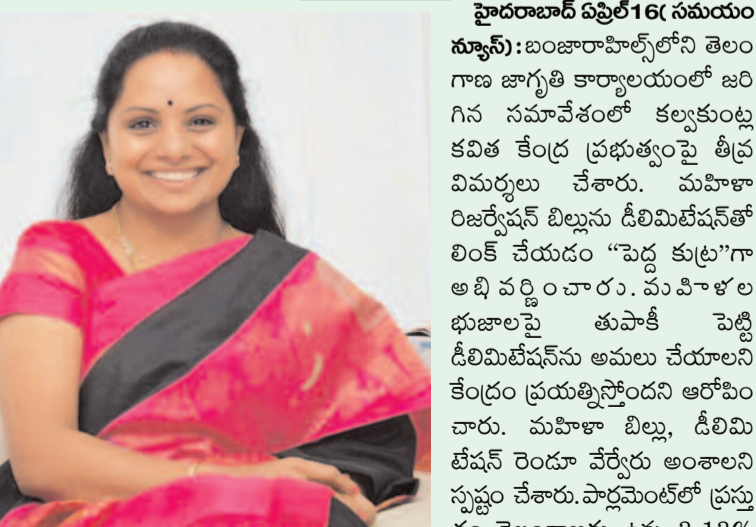 హైదరాబాద్ ఏప్రిల్16( సమయం
న్యూస్):బంజారాహిల్స్‌లోని తెలం
గాణ జాగృతి కార్యాలయంలో జరి
గిన సమావేశంలో కల్వకుంట్ల
కవిత కేంద్ర ప్రభుత్వంపై తీవ్ర
విమర్శలు చేశారు. మహిళా
రిజర్వేషన్ బిల్లును డీలిమిటేషన్‌తో
లింక్ చేయడం “పెద్ద కుట్ర”గా
అభివర్ణించారు. మహిళల
భుజాలపై తుపాకీ పెట్టి
డీలిమిటేషన్‌ను అమలు చేయాలని
కేంద్రం ప్రయత్నిస్తోందని ఆరోపిం
చారు. మహిళా బిల్లు, డీలిమి
టేషన్ రెండూ వేర్వేరు అంశాలని
స్పష్టం చేశారు.పార్లమెంట్‌లో ప్రస్తు